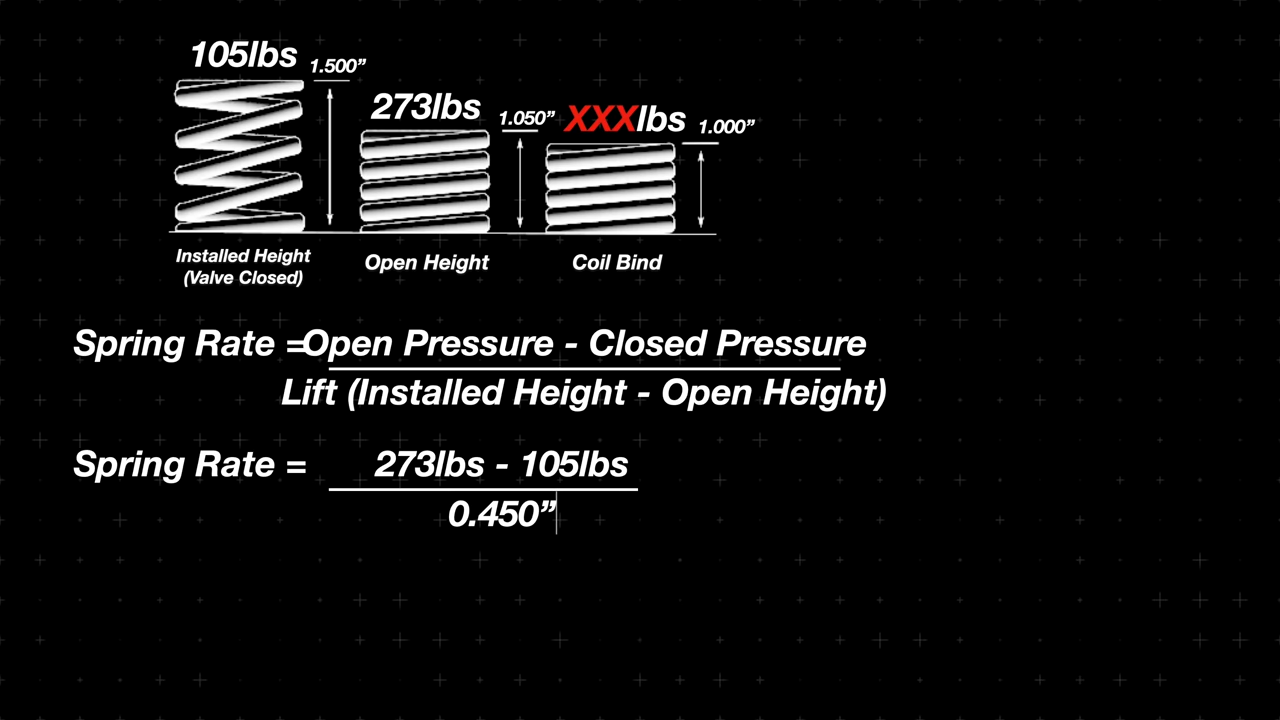 105lbs
1.500”
273lbs
1.050”
XXXlbs
1.000”
Installed Height
(Valve Closed)
Open Height
Coil Bind
Spring Rate =Open Pressure - Closed Pressure
Lift (Installed Height - Open Height)
Spring Rate = 273lbs - 105lbs
0.450”